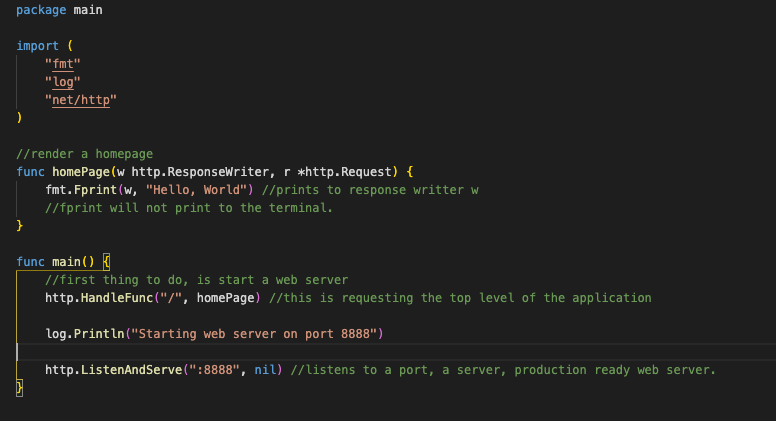 package main
import (
"fmt"
"log"
"net/http"
)
//render a homepage
func homePage(w http.ResponseWriter, r *http.Request) {
fmt.Fprint(w, "Hello, World") //prints to response writter w
//fprint will not print to the terminal.
}
func main() {
//first thing to do, is start a web server
http.HandleFunc("/", homePage) //this is requesting the top level of the application
log.Println("Starting web server on port 8888")
http.ListenAndServe(":8888", nil) //listens to a port, a server, production ready web server.
}